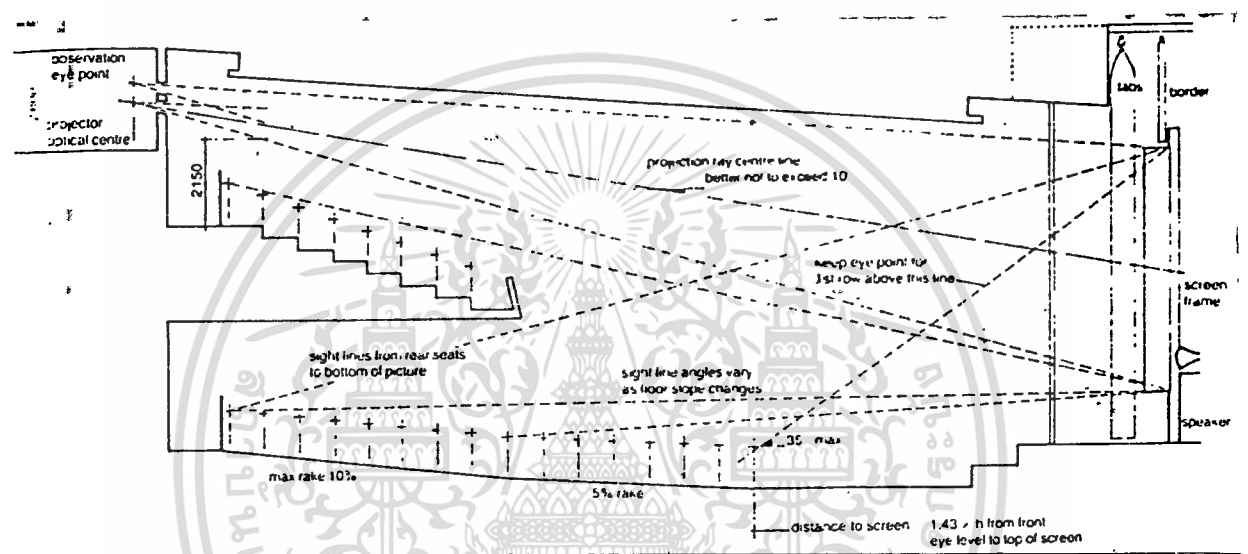 observation
eye point
projector
optical centre
2150
tabs
border
projection ray centre line
better not to exceed 10
keep eye point for
1st row above this line
screen
frame
sight lines from rear seats
to bottom of picture
sight line angles vary
as floor slope changes
speaker
35 max
max rake 10%
5% rake
distance to screen
1.43 × h from front
eye level to top of screen